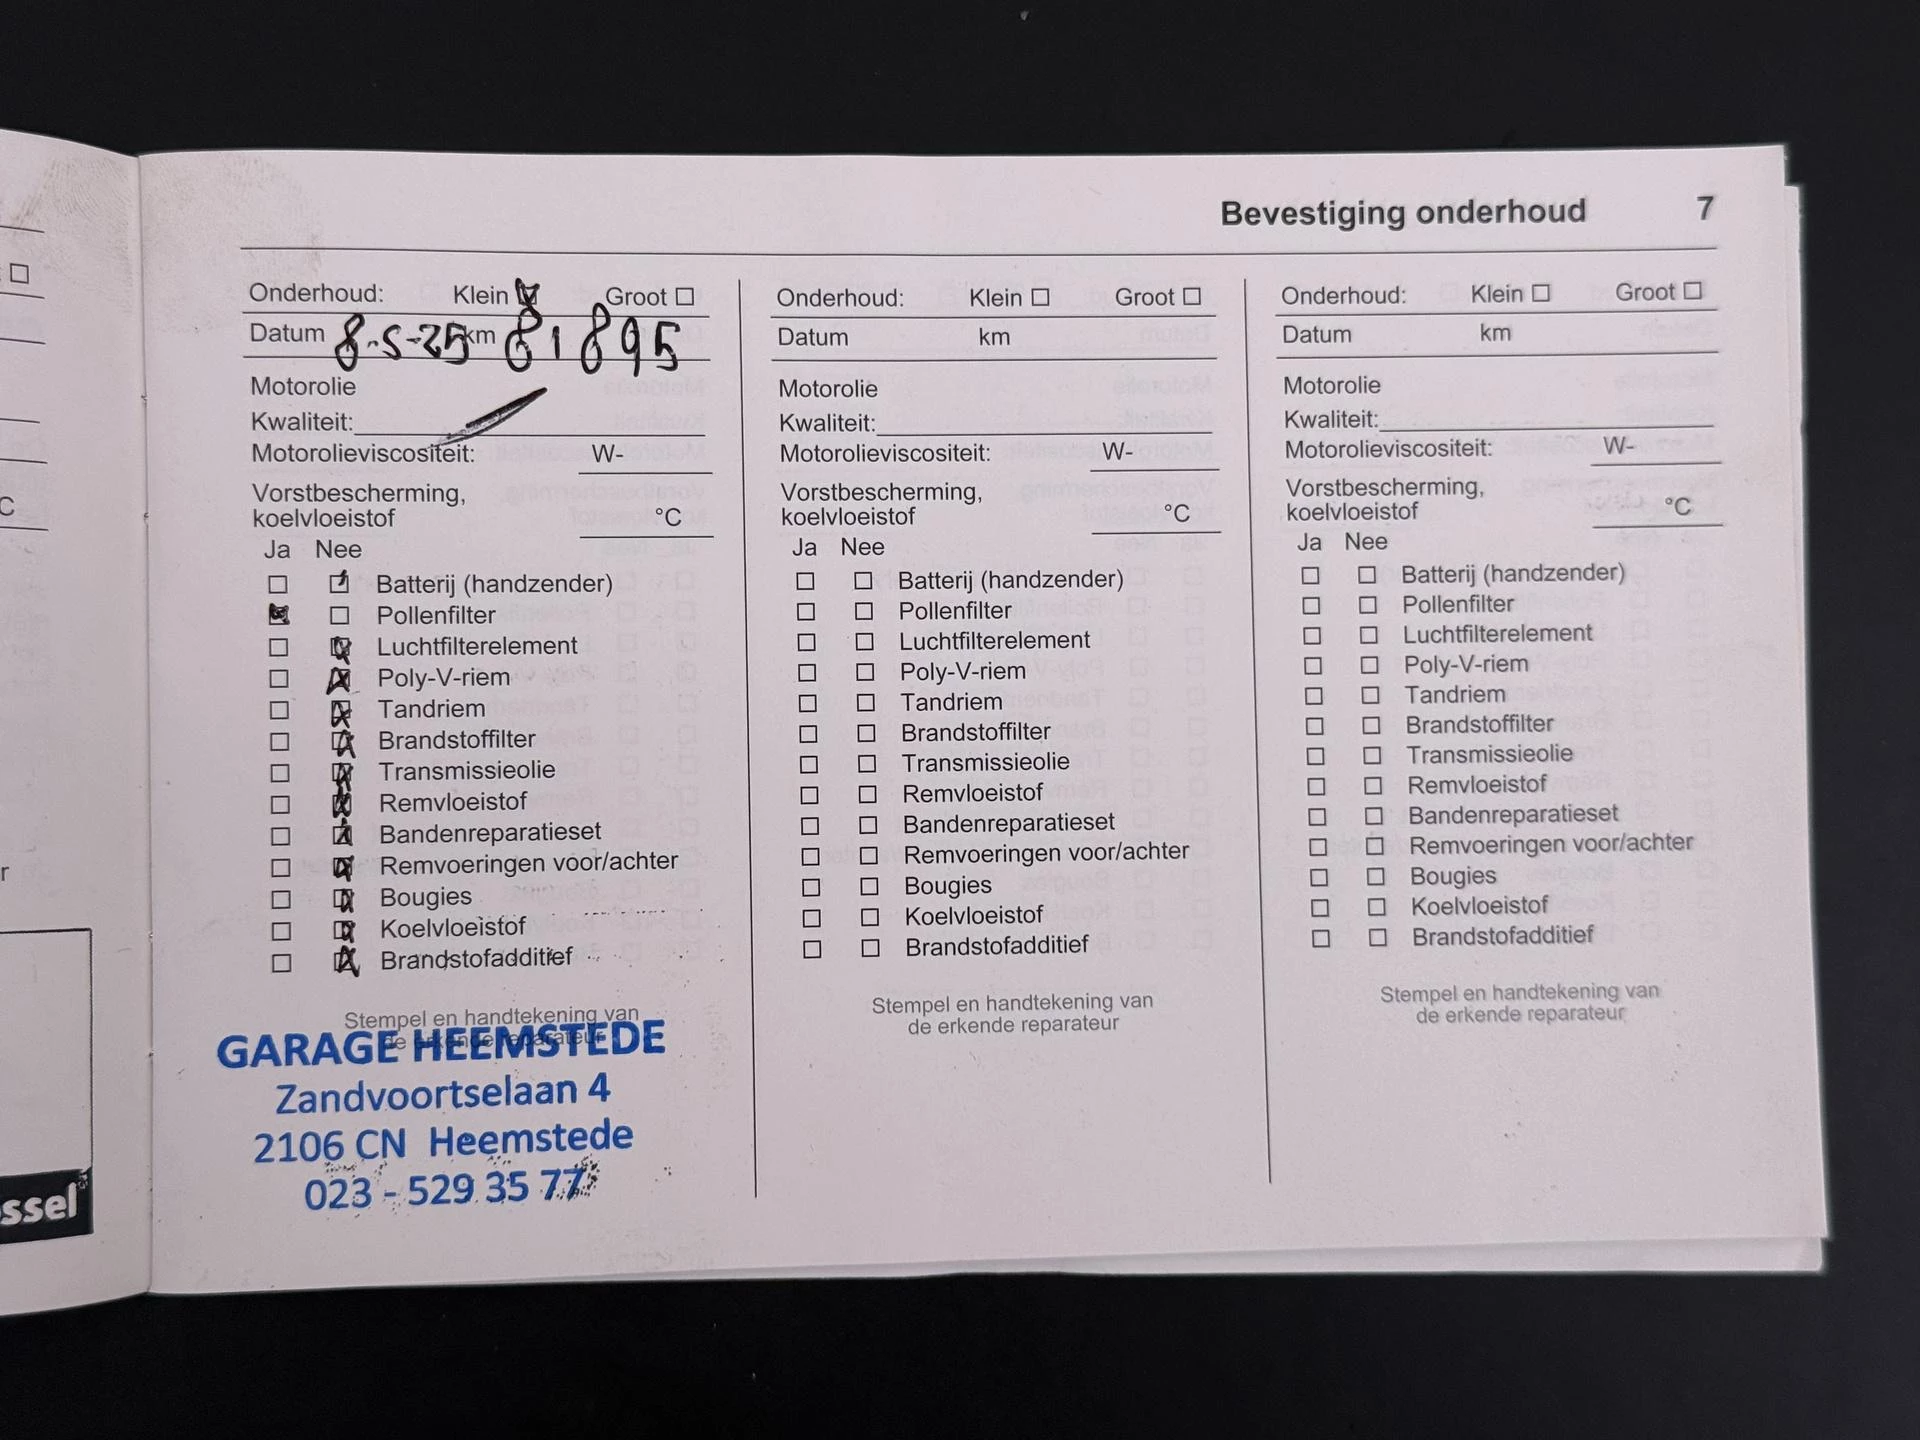 Bevestiging onderhoud 7
Onderhoud: Klein Groot
Datum 8-5-25 km 81895
Motorolie
Kwaliteit:
Motorolieviscositeit: W-
Vorstbescherming,
koelvloeistof °C
Ja Nee
Batterij (handzender)
Pollenfilter
Luchtfilterelement
Poly-V-riem
Tandriem
Brandstoffilter
Transmissieolie
Remvloeistof
Bandenreparatieset
Remvoeringen voor/achter
Bougies
Koelvloeistof
Brandstofadditief
Stempel en handtekening van
de erkende reparateur
GARAGE HEEMSTEDE
Zandvoortselaan 4
2106 CN Heemstede
023 - 529 35 77
Onderhoud: Klein Groot
Datum km
Motorolie
Kwaliteit:
Motorolieviscositeit: W-
Vorstbescherming,
koelvloeistof °C
Ja Nee
Batterij (handzender)
Pollenfilter
Luchtfilterelement
Poly-V-riem
Tandriem
Brandstoffilter
Transmissieolie
Remvloeistof
Bandenreparatieset
Remvoeringen voor/achter
Bougies
Koelvloeistof
Brandstofadditief
Stempel en handtekening van
de erkende reparateur
Onderhoud: Klein Groot
Datum km
Motorolie
Kwaliteit:
Motorolieviscositeit: W-
Vorstbescherming,
koelvloeistof °C
Ja Nee
Batterij (handzender)
Pollenfilter
Luchtfilterelement
Poly-V-riem
Tandriem
Brandstoffilter
Transmissieolie
Remvloeistof
Bandenreparatieset
Remvoeringen voor/achter
Bougies
Koelvloeistof
Brandstofadditief
Stempel en handtekening van
de erkende reparateur